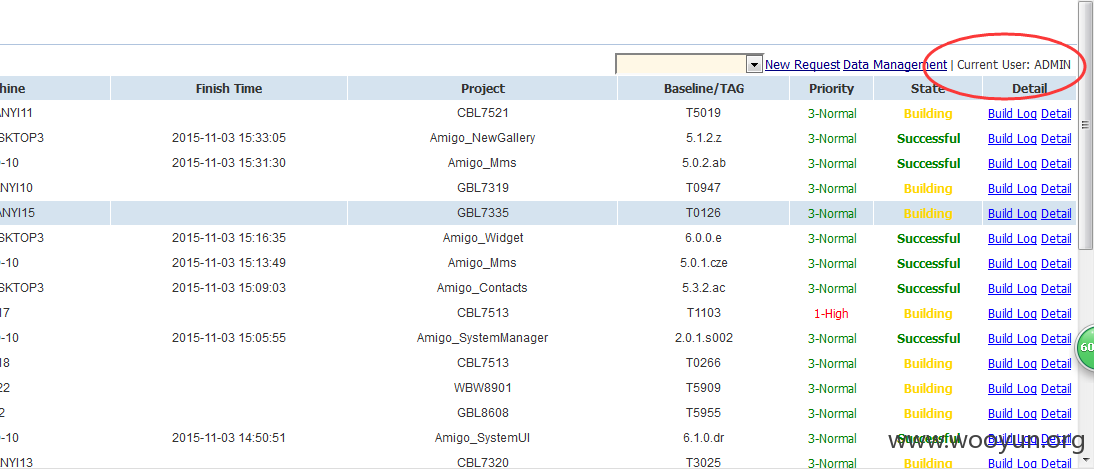 New Request Data Management | Current User: ADMIN
hine Finish Time Project Baseline/TAG Priority State Detail
ANYI11 CBL7521 T5019 3-Normal Building Build Log Detail
SKTOP3 2015-11-03 15:33:05 Amigo_NewGallery 5.1.2.z 3-Normal Successful Build Log Detail
0-10 2015-11-03 15:31:30 Amigo_Mms 5.0.2.ab 3-Normal Successful Build Log Detail
ANYI10 GBL7319 T0947 3-Normal Building Build Log Detail
ANYI15 GBL7335 T0126 3-Normal Building Build Log Detail
SKTOP3 2015-11-03 15:16:35 Amigo_Widget 6.0.0.e 3-Normal Successful Build Log Detail
0-10 2015-11-03 15:13:49 Amigo_Mms 5.0.1.cze 3-Normal Successful Build Log Detail
SKTOP3 2015-11-03 15:09:03 Amigo_Contacts 5.3.2.ac 3-Normal Successful Build Log Detail
17 CBL7513 T1103 1-High Building Build Log Detail
0-10 2015-11-03 15:05:55 Amigo_SystemManager 2.0.1.s002 3-Normal Successful Build Log Detail
18 CBL7513 T0266 3-Normal Building Build Log Detail
22 WBW8901 T5909 3-Normal Building Build Log Detail
2 GBL8608 T5955 3-Normal Building Build Log Detail
0-10 2015-11-03 14:50:51 Amigo_SystemUI 6.1.0.dr 3-Normal Successful Build Log Detail
ANYI13 CBL7320 T3025 3-Normal Building Build Log Detail
60
www.wooyun.org